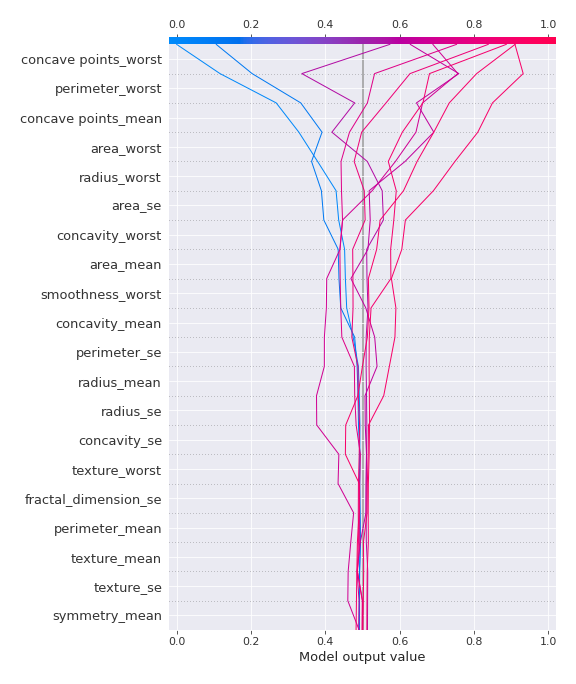 0.0 0.2 0.4 0.6 0.8 1.0
concave points_worst
perimeter_worst
concave points_mean
area_worst
radius_worst
area_se
concavity_worst
area_mean
smoothness_worst
concavity_mean
perimeter_se
radius_mean
radius_se
concavity_se
texture_worst
fractal_dimension_se
perimeter_mean
texture_mean
texture_se
symmetry_mean
0.0 0.2 0.4 0.6 0.8 1.0
Model output value